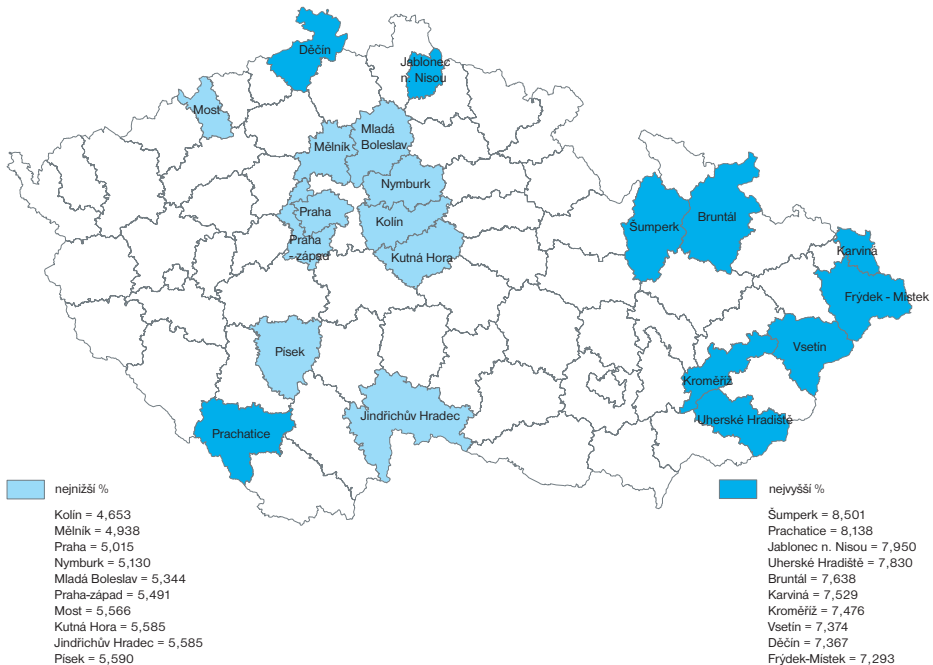 Děčín
Jablonec
n. Nisou
Most
Mladá
Boleslav
Mělník
Nymburk
Praha
Kolín
Praha
- západ
Kutná Hora
Šumperk
Bruntál
Karviná
Frýdek - Místek
Vsetín
Písek
Kroměříž
Jindřichův Hradec
Uherské Hradiště
Prachatice
nejnižší %
Kolín = 4,653
Mělník = 4,938
Praha = 5,015
Nymburk = 5,130
Mladá Boleslav = 5,344
Praha-západ = 5,491
Most = 5,566
Kutná Hora = 5,585
Jindřichův Hradec = 5,585
Písek = 5,590
nejvyšší %
Šumperk = 8,501
Prachatice = 8,138
Jablonec n. Nisou = 7,950
Uherské Hradiště = 7,830
Bruntál = 7,638
Karviná = 7,529
Kroměříž = 7,476
Vsetín = 7,374
Děčín = 7,367
Frýdek-Místek = 7,293